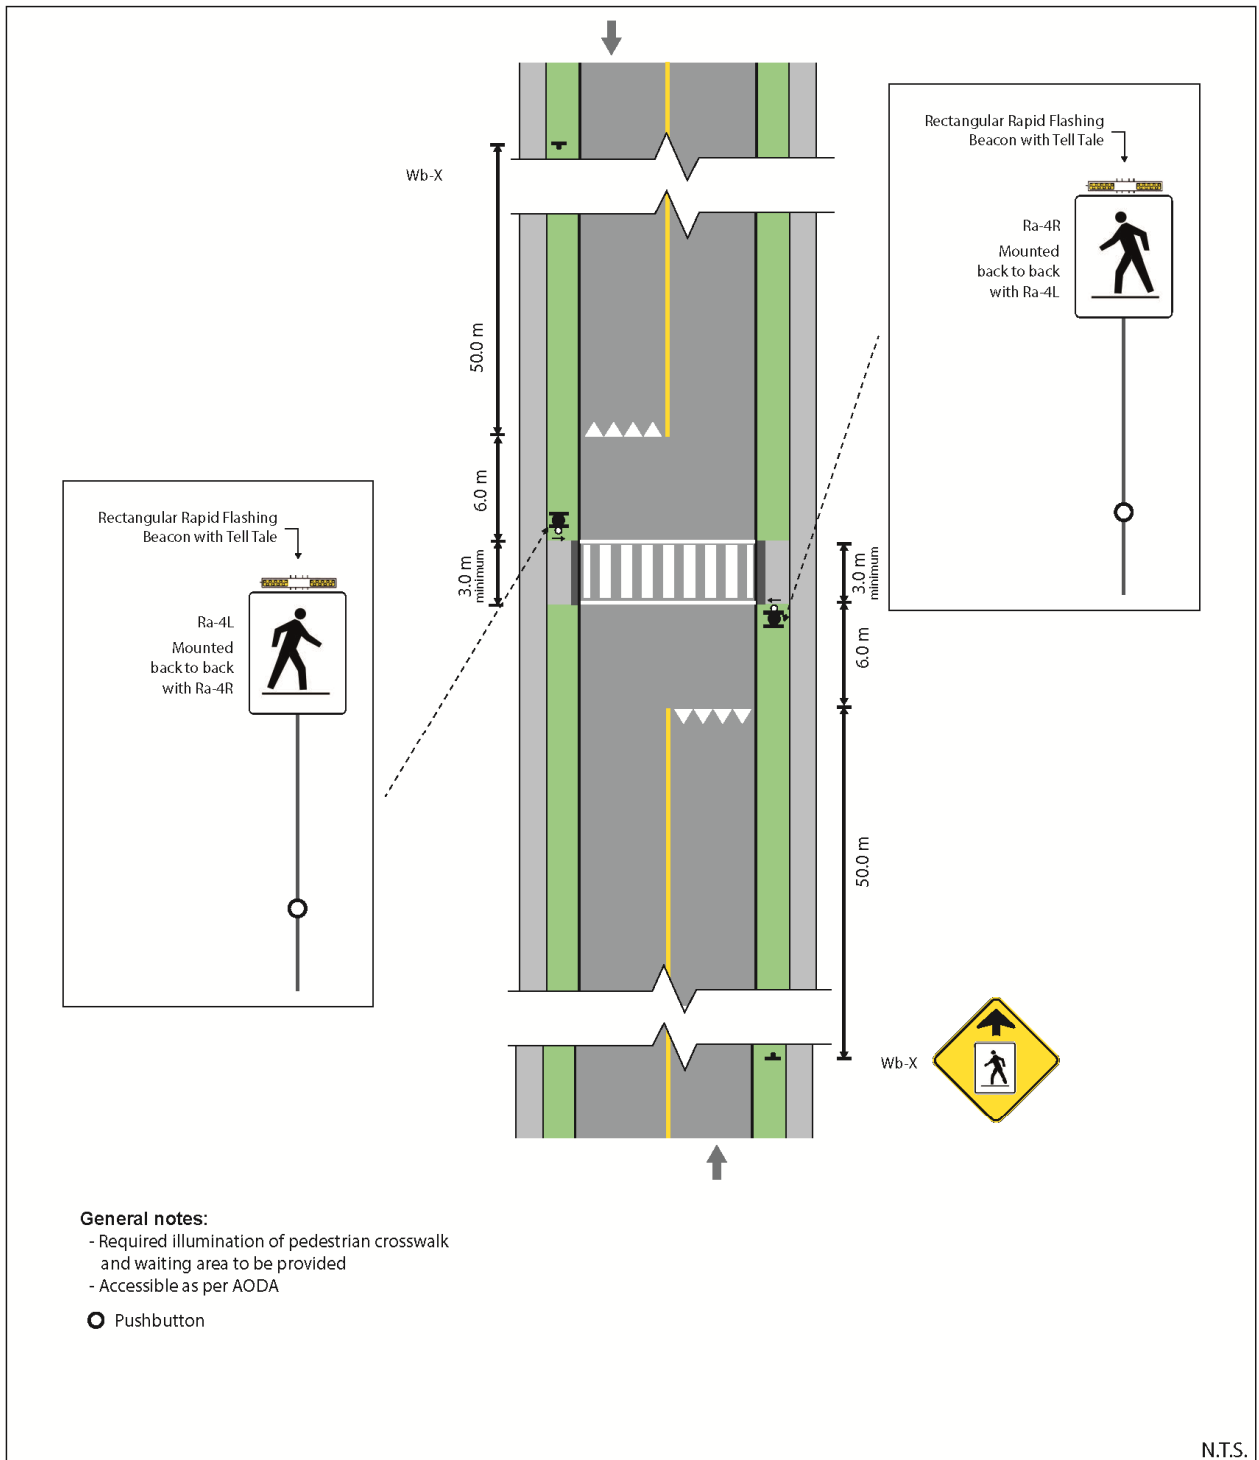 Rectangular Rapid Flashing
Beacon with Tell Tale
Ra-4R
Mounted
back to back
with Ra-4L
Wb-X
50.0 m
6.0 m
3.0 m
minimum
Rectangular Rapid Flashing
Beacon with Tell Tale
Ra-4L
Mounted
back to back
with Ra-4R
3.0 m
minimum
6.0 m
50.0 m
Wb-X
General notes:
- Required illumination of pedestrian crosswalk
and waiting area to be provided
- Accessible as per AODA
Pushbutton
N.T.S.